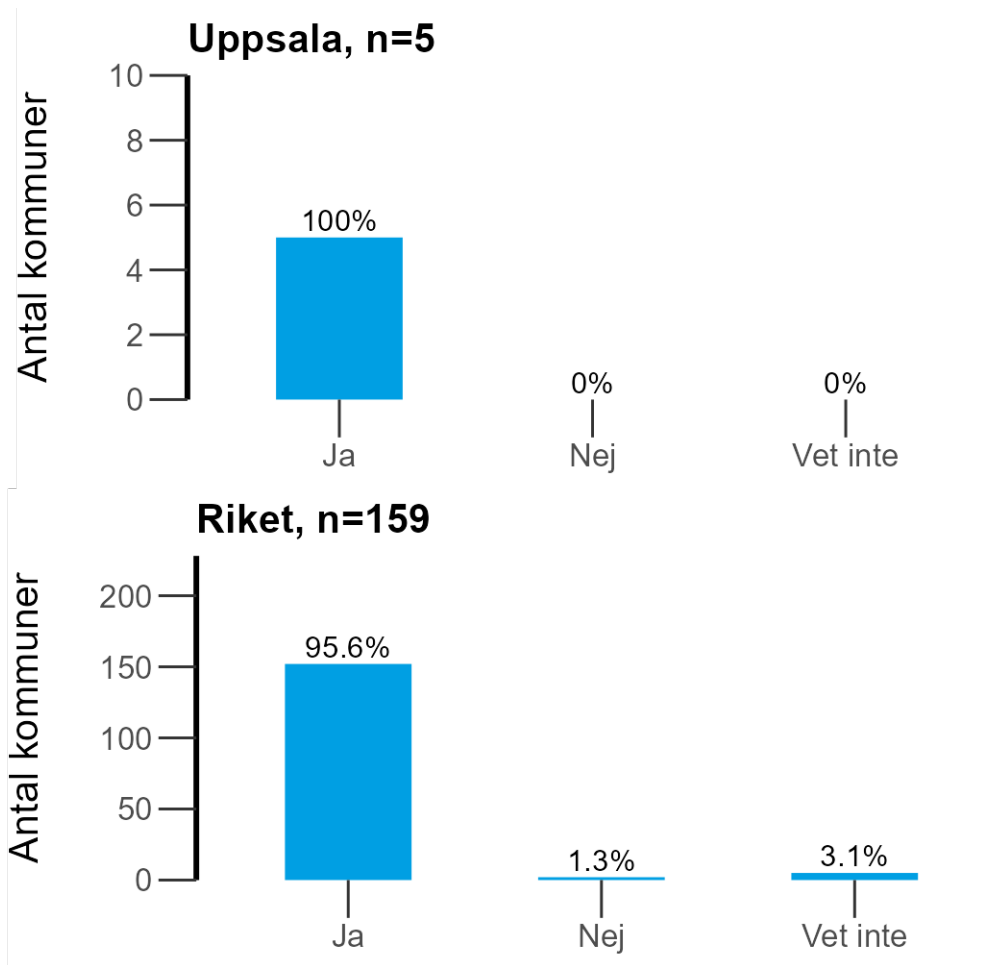 Uppsala, n=5
Antal kommuner
10
8
6
4
2
0
100%
0%
0%
Ja
Nej
Vet inte
Riket, n=159
Antal kommuner
200
150
100
50
0
95.6%
1.3%
3.1%
Ja
Nej
Vet inte